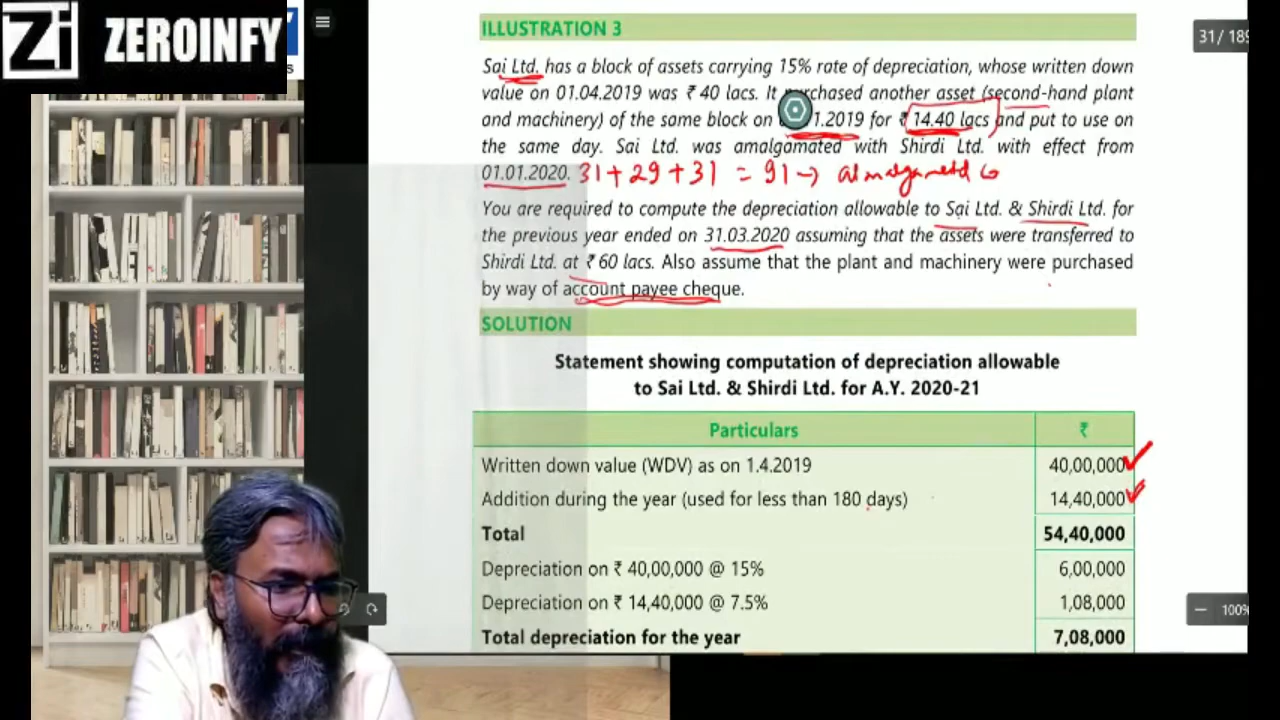 Zi ZEROINFY
31/ 189
ILLUSTRATION 3
Sai Ltd. has a block of assets carrying 15% rate of depreciation, whose written down
value on 01.04.2019 was ₹ 40 lacs. It purchased another asset (second-hand plant
and machinery) of the same block on 1.2019 for ₹ 14.40 lacs and put to use on
the same day. Sai Ltd. was amalgamated with Shirdi Ltd. with effect from
01.01.2020. 31+29+31 = 91 →
You are required to compute the depreciation allowable to Sai Ltd. & Shirdi Ltd. for
the previous year ended on 31.03.2020 assuming that the assets were transferred to
Shirdi Ltd. at ₹ 60 lacs. Also assume that the plant and machinery were purchased
by way of account payee cheque.
SOLUTION
Statement showing computation of depreciation allowable
to Sai Ltd. & Shirdi Ltd. for A.Y. 2020-21
Particulars ₹
Written down value (WDV) as on 1.4.2019 40,00,000
Addition during the year (used for less than 180 days) 14,40,000
Total 54,40,000
Depreciation on ₹ 40,00,000 @ 15% 6,00,000
Depreciation on ₹ 14,40,000 @ 7.5% 1,08,000
Total depreciation for the year 7,08,000
100%